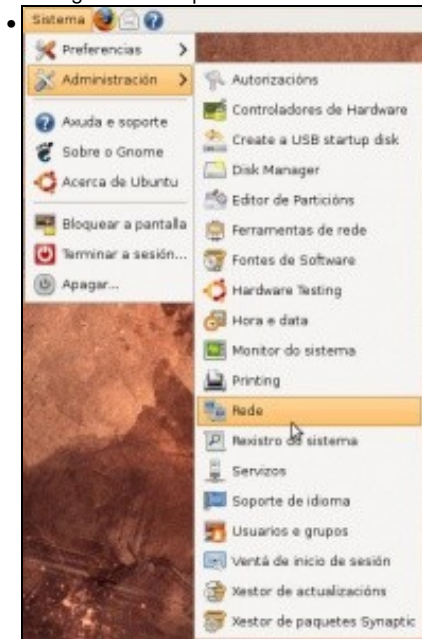 Sistema
Preferencias
Administración
Axuda e soporte
Sobre o Gnome
Acerca de Ubuntu
Bloquear a pantalla
Terminar a sesión...
Apagar...
Autorizacións
Controladores de Hardware
Create a USB startup disk
Disk Manager
Editor de Particións
Ferramentas de rede
Fontes de Software
Hardware Testing
Hora e data
Monitor do sistema
Printing
Rede
Rexistro do sistema
Servizos
Soporte de idioma
Usuarios e grupos
Ventá de inicio de sesión
Xestor de actualizacións
Xestor de paquetes Synaptic